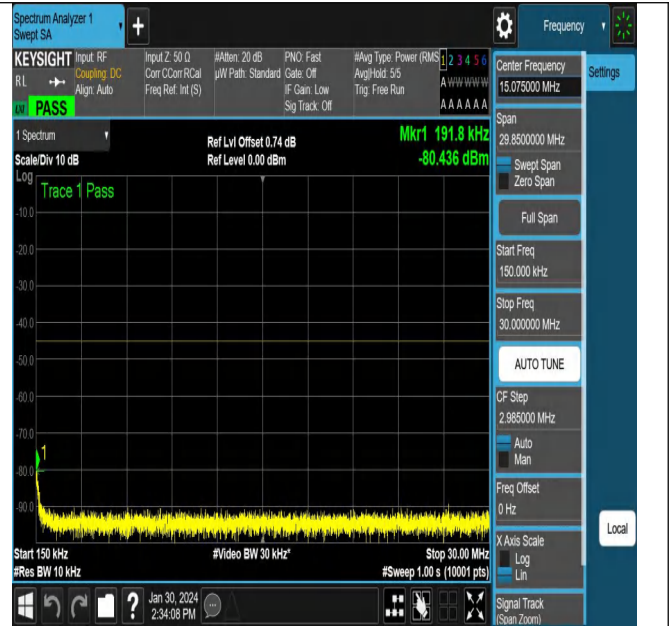 Spectrum Analyzer 1
Swept SA
+
Frequency
KEYSIGHT
RL
LXI
PASS
Input: RF
Coupling: DC
Align: Auto
Input Z: 50 Ω
Corr CCorr RCal
Freq Ref: Int (S)
#Atten: 20 dB
µW Path: Standard
PNO: Fast
Gate: Off
IF Gain: Low
Sig Track: Off
#Avg Type: Power (RMS
Avg|Hold: 5/5
Trig: Free Run
1 2 3 4 5 6
A W W W W W
A A A A A A
1 Spectrum
Scale/Div 10 dB
Ref Lvl Offset 0.74 dB
Ref Level 0.00 dBm
Mkr1 191.8 kHz
-80.436 dBm
Log
Trace 1 Pass
-10.0
-20.0
-30.0
-40.0
-50.0
-60.0
-70.0
1
-80.0
-90.0
Start 150 kHz
#Video BW 30 kHz*
Stop 30.00 MHz
#Res BW 10 kHz
#Sweep 1.00 s (10001 pts)
Center Frequency
15.075000 MHz
Settings
Span
29.8500000 MHz
Swept Span
Zero Span
Full Span
Start Freq
150.000 kHz
Stop Freq
30.000000 MHz
AUTO TUNE
CF Step
2.985000 MHz
Auto
Man
Freq Offset
0 Hz
X Axis Scale
Log
Lin
Local
Signal Track
(Span Zoom)
?
Jan 30, 2024
2:34:08 PM